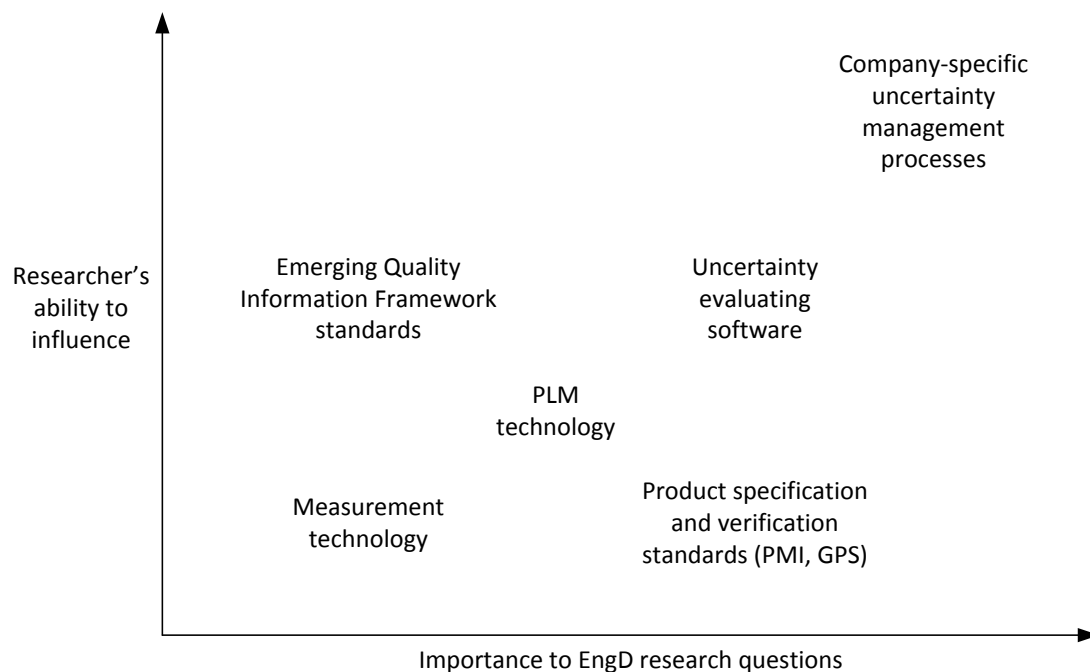 Company-specific
uncertainty
management
processes
Researcher’s
ability to
influence
Emerging Quality
Information Framework
standards
Uncertainty
evaluating
software
PLM
technology
Measurement
technology
Product specification
and verification
standards (PMI, GPS)
Importance to EngD research questions